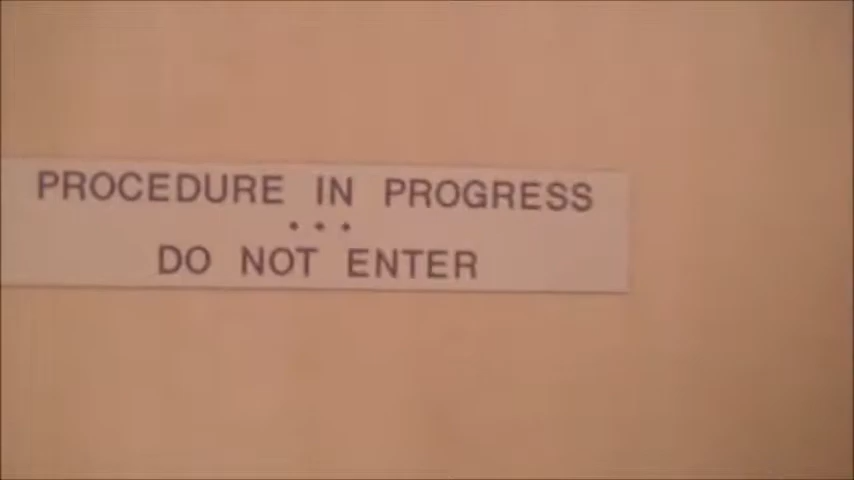 PROCEDURE IN PROGRESS
• • •
DO NOT ENTER